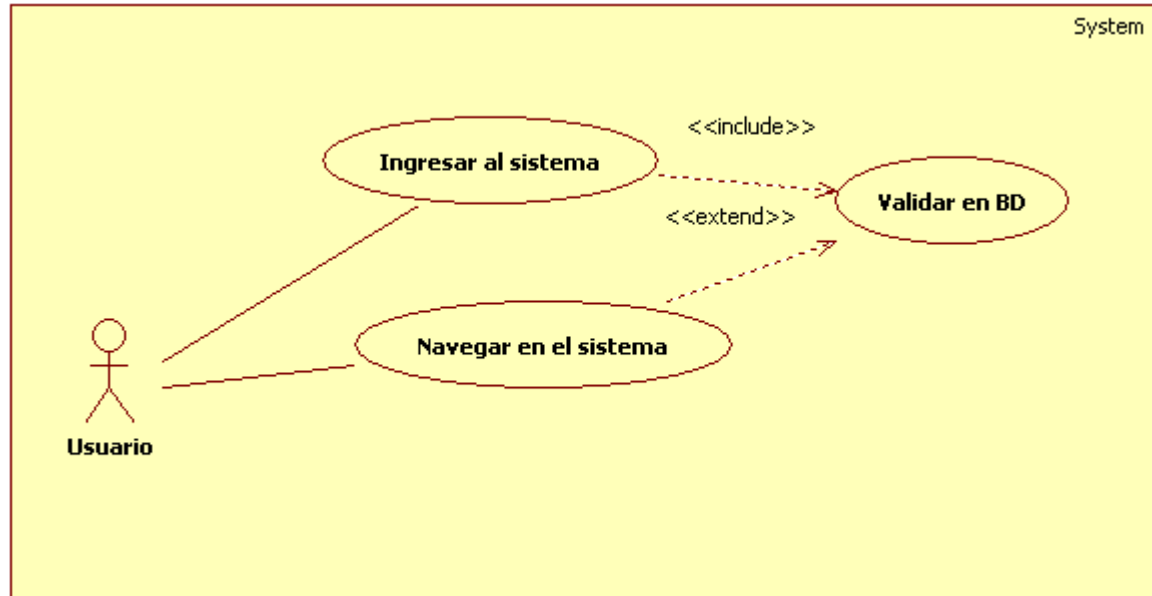 System
<<include>>
Ingresar al sistema
Validar en BD
<<extend>>
Navegar en el sistema
Usuario